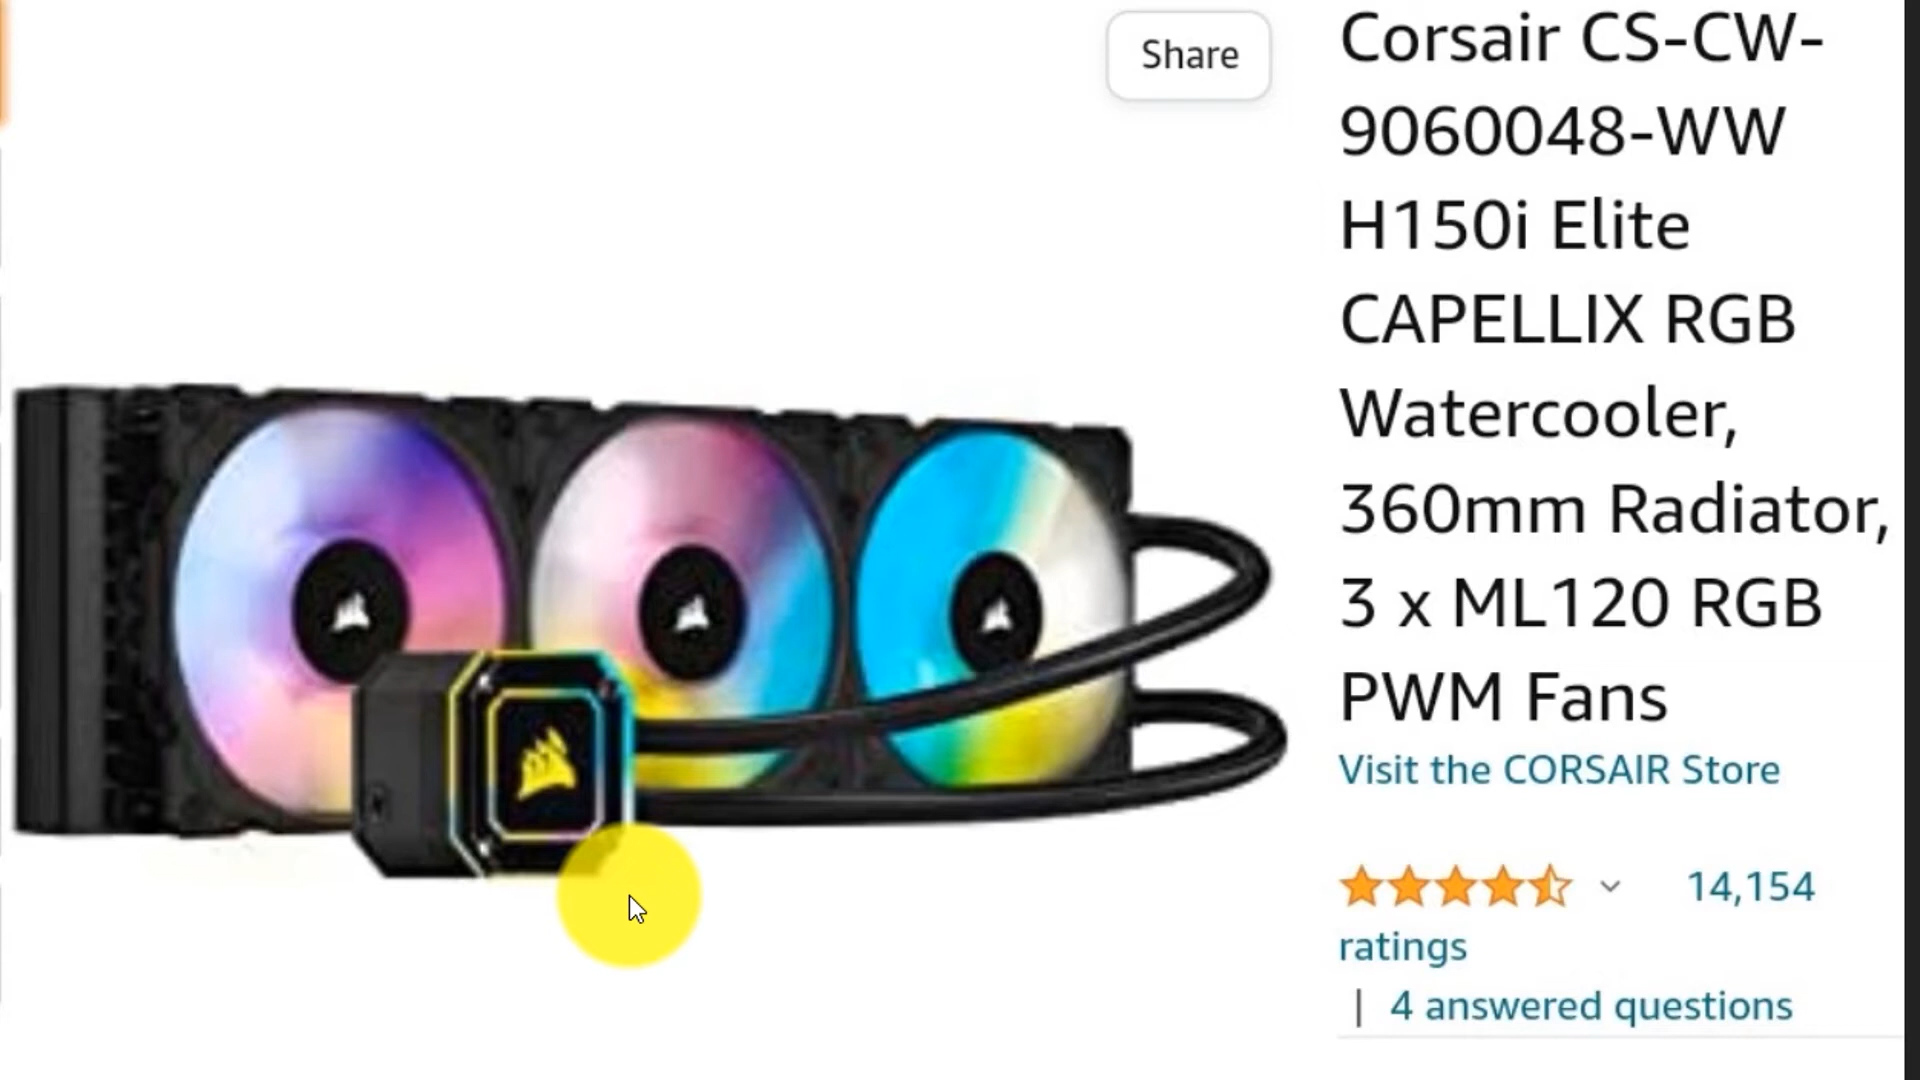 Share
Corsair CS-CW-
9060048-WW
H150i Elite
CAPELLIX RGB
Watercooler,
360mm Radiator,
3 x ML120 RGB
PWM Fans
Visit the CORSAIR Store
14,154
ratings
| 4 answered questions